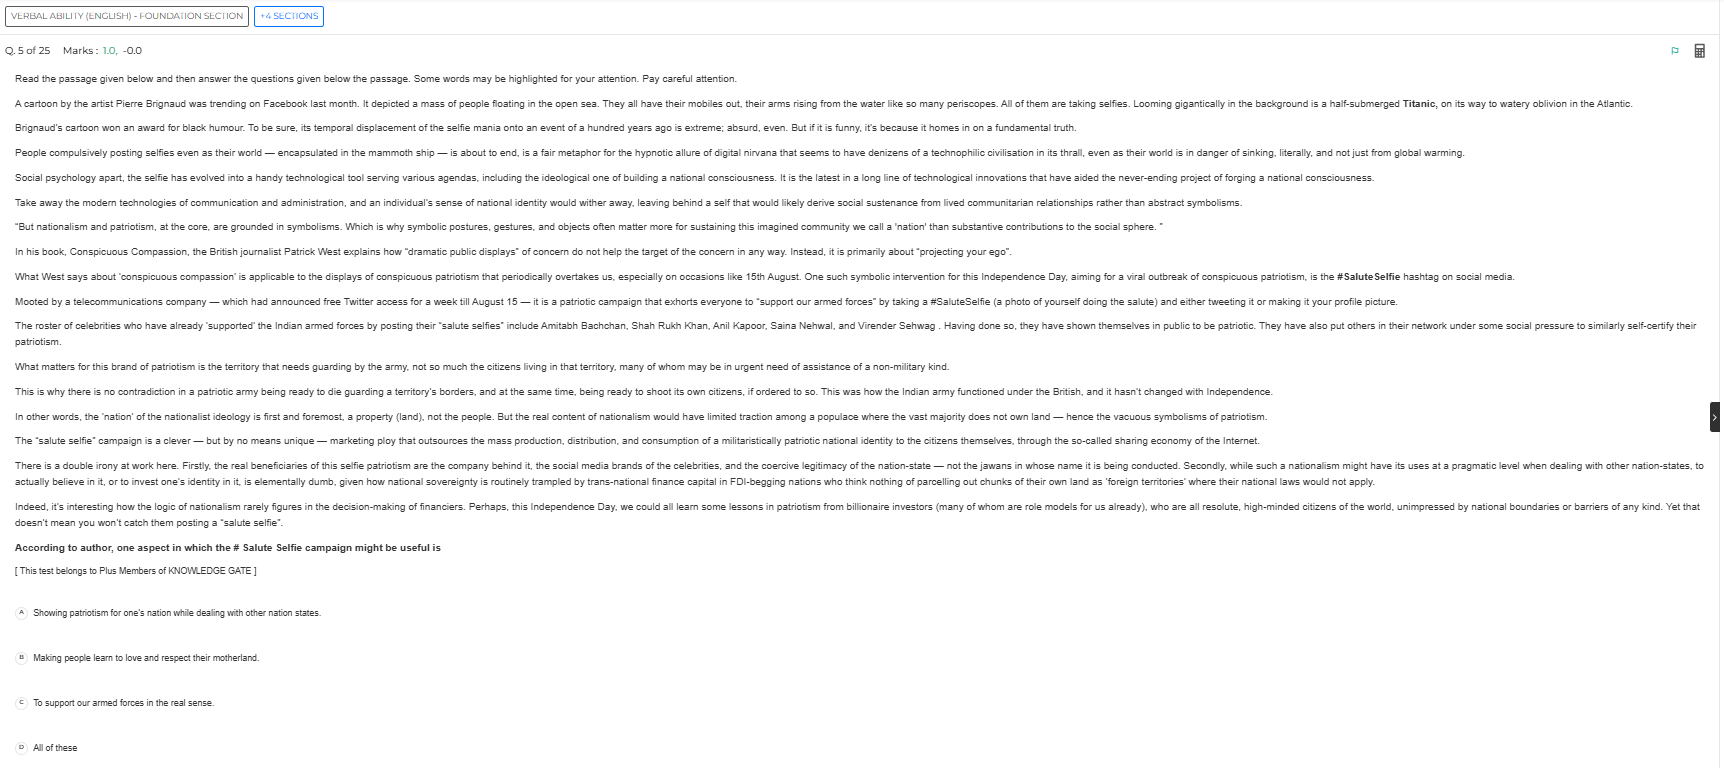 VERBAL ABILITY (ENGLISH) - FOUNDATION SECTION +4 SECTIONS
Q. 5 of 25 Marks : 1.0, -0.0
Read the passage given below and then answer the questions given below the passage. Some words may be highlighted for your attention. Pay careful attention.
A cartoon by the artist Pierre Brignaud was trending on Facebook last month. It depicted a mass of people floating in the open sea. They all have their mobiles out, their arms rising from the water like so many periscopes. All of them are taking selfies. Looming gigantically in the background is a half-submerged Titanic, on its way to watery oblivion in the Atlantic.
Brignaud's cartoon won an award for black humour. To be sure, its temporal displacement of the selfie mania onto an event of a hundred years ago is extreme; absurd, even. But if it is funny, it's because it homes in on a fundamental truth.
People compulsively posting selfies even as their world — encapsulated in the mammoth ship — is about to end, is a fair metaphor for the hypnotic allure of digital nirvana that seems to have denizens of a technophilic civilisation in its thrall, even as their world is in danger of sinking, literally, and not just from global warming.
Social psychology apart, the selfie has evolved into a handy technological tool serving various agendas, including the ideological one of building a national consciousness. It is the latest in a long line of technological innovations that have aided the never-ending project of forging a national consciousness.
Take away the modern technologies of communication and administration, and an individual's sense of national identity would wither away, leaving behind a self that would likely derive social sustenance from lived communitarian relationships rather than abstract symbolisms.
"But nationalism and patriotism, at the core, are grounded in symbolisms. Which is why symbolic postures, gestures, and objects often matter more for sustaining this imagined community we call a 'nation' than substantive contributions to the social sphere. "
In his book, Conspicuous Compassion, the British journalist Patrick West explains how "dramatic public displays" of concern do not help the target of the concern in any way. Instead, it is primarily about "projecting your ego".
What West says about 'conspicuous compassion' is applicable to the displays of conspicuous patriotism that periodically overtakes us, especially on occasions like 15th August. One such symbolic intervention for this Independence Day, aiming for a viral outbreak of conspicuous patriotism, is the #SaluteSelfie hashtag on social media.
Mooted by a telecommunications company — which had announced free Twitter access for a week till August 15 — it is a patriotic campaign that exhorts everyone to "support our armed forces" by taking a #SaluteSelfie (a photo of yourself doing the salute) and either tweeting it or making it your profile picture.
The roster of celebrities who have already 'supported' the Indian armed forces by posting their "salute selfies" include Amitabh Bachchan, Shah Rukh Khan, Anil Kapoor, Saina Nehwal, and Virender Sehwag . Having done so, they have shown themselves in public to be patriotic. They have also put others in their network under some social pressure to similarly self-certify their
patriotism.
What matters for this brand of patriotism is the territory that needs guarding by the army, not so much the citizens living in that territory, many of whom may be in urgent need of assistance of a non-military kind.
This is why there is no contradiction in a patriotic army being ready to die guarding a territory's borders, and at the same time, being ready to shoot its own citizens, if ordered to so. This was how the Indian army functioned under the British, and it hasn't changed with Independence.
In other words, the 'nation' of the nationalist ideology is first and foremost, a property (land), not the people. But the real content of nationalism would have limited traction among a populace where the vast majority does not own land — hence the vacuous symbolisms of patriotism.
The "salute selfie" campaign is a clever — but by no means unique — marketing ploy that outsources the mass production, distribution, and consumption of a militaristically patriotic national identity to the citizens themselves, through the so-called sharing economy of the Internet.
There is a double irony at work here. Firstly, the real beneficiaries of this selfie patriotism are the company behind it, the social media brands of the celebrities, and the coercive legitimacy of the nation-state — not the jawans in whose name it is being conducted. Secondly, while such a nationalism might have its uses at a pragmatic level when dealing with other nation-states, to
actually believe in it, or to invest one's identity in it, is elementally dumb, given how national sovereignty is routinely trampled by trans-national finance capital in FDI-begging nations who think nothing of parcelling out chunks of their own land as 'foreign territories' where their national laws would not apply.
Indeed, it's interesting how the logic of nationalism rarely figures in the decision-making of financiers. Perhaps, this Independence Day, we could all learn some lessons in patriotism from billionaire investors (many of whom are role models for us already), who are all resolute, high-minded citizens of the world, unimpressed by national boundaries or barriers of any kind. Yet that
doesn't mean you won't catch them posting a "salute selfie".
According to author, one aspect in which the # Salute Selfie campaign might be useful is
[ This test belongs to Plus Members of KNOWLEDGE GATE ]
A Showing patriotism for one's nation while dealing with other nation states.
B Making people learn to love and respect their motherland.
C To support our armed forces in the real sense.
D All of these